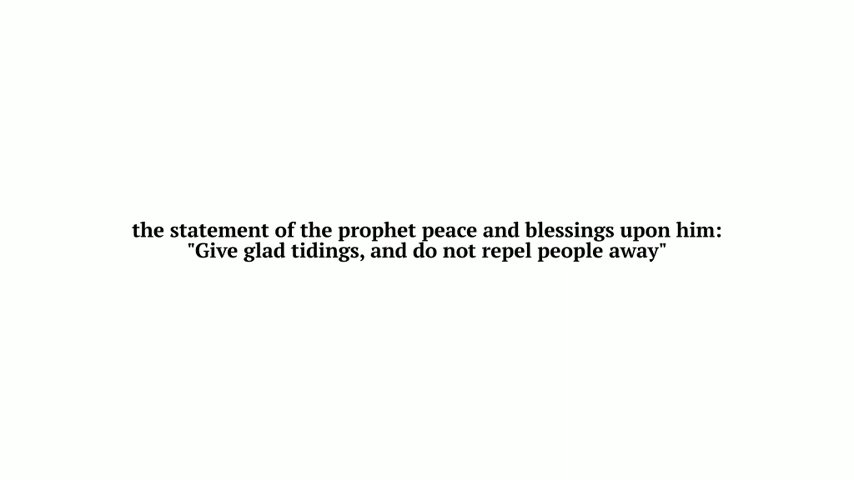 the statement of the prophet peace and blessings upon him:
"Give glad tidings, and do not repel people away"